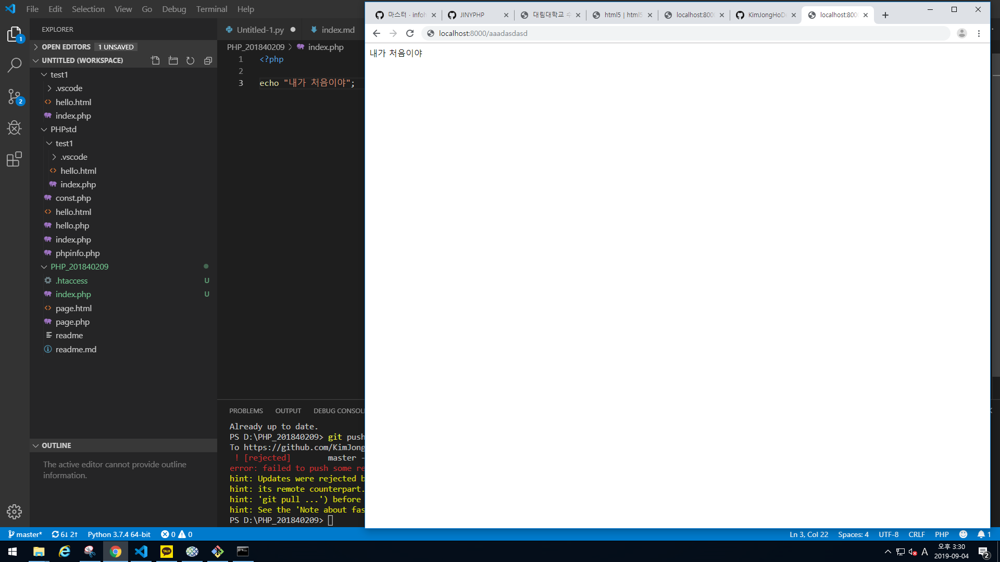 File Edit Selection View Go Debug Terminal Help
EXPLORER
OPEN EDITORS 1 UNSAVED
UNTITLED (WORKSPACE)
test1
.vscode
hello.html
index.php
PHPstd
test1
.vscode
hello.html
index.php
const.php
hello.html
hello.php
index.php
phpinfo.php
PHP_201840209
.htaccess U
index.php U
page.html
page.php
readme
readme.md
OUTLINE
The active editor cannot provide outline
information.
Untitled-1.py index.md
PHP_201840209 > index.php
1 <?php
2
3 echo "내가 처음이야";
PROBLEMS OUTPUT DEBUG CONSOL
Already up to date.
PS D:\PHP_201840209> git push
To https://github.com/KimJong
! [rejected] master -
error: failed to push some re
hint: Updates were rejected b
hint: its remote counterpart.
hint: 'git pull ...') before
hint: See the 'Note about fas
PS D:\PHP_201840209>
마스터 · infoh JINYPHP 대림대학교 수 html5 | html5 localhost:800 KimJongHoD localhost:800
localhost:8000/aaadasdasd
내가 처음이야
master* 6↓ 2↑ Python 3.7.4 64-bit 0 0 Ln 3, Col 22 Spaces: 4 UTF-8 CRLF PHP 1
TALK A 오후 3:30
2019-09-04 2